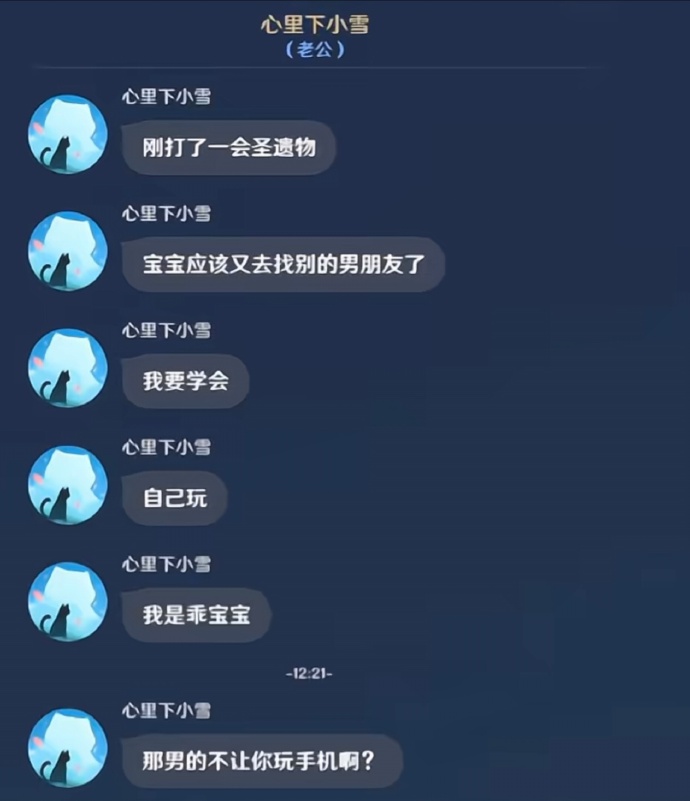 心里下小雪
（老公）
心里下小雪
刚打了一会圣遗物
心里下小雪
宝宝应该又去找别的男朋友了
心里下小雪
我要学会
心里下小雪
自己玩
心里下小雪
我是乖宝宝
-12:21-
心里下小雪
那男的不让你玩手机啊？